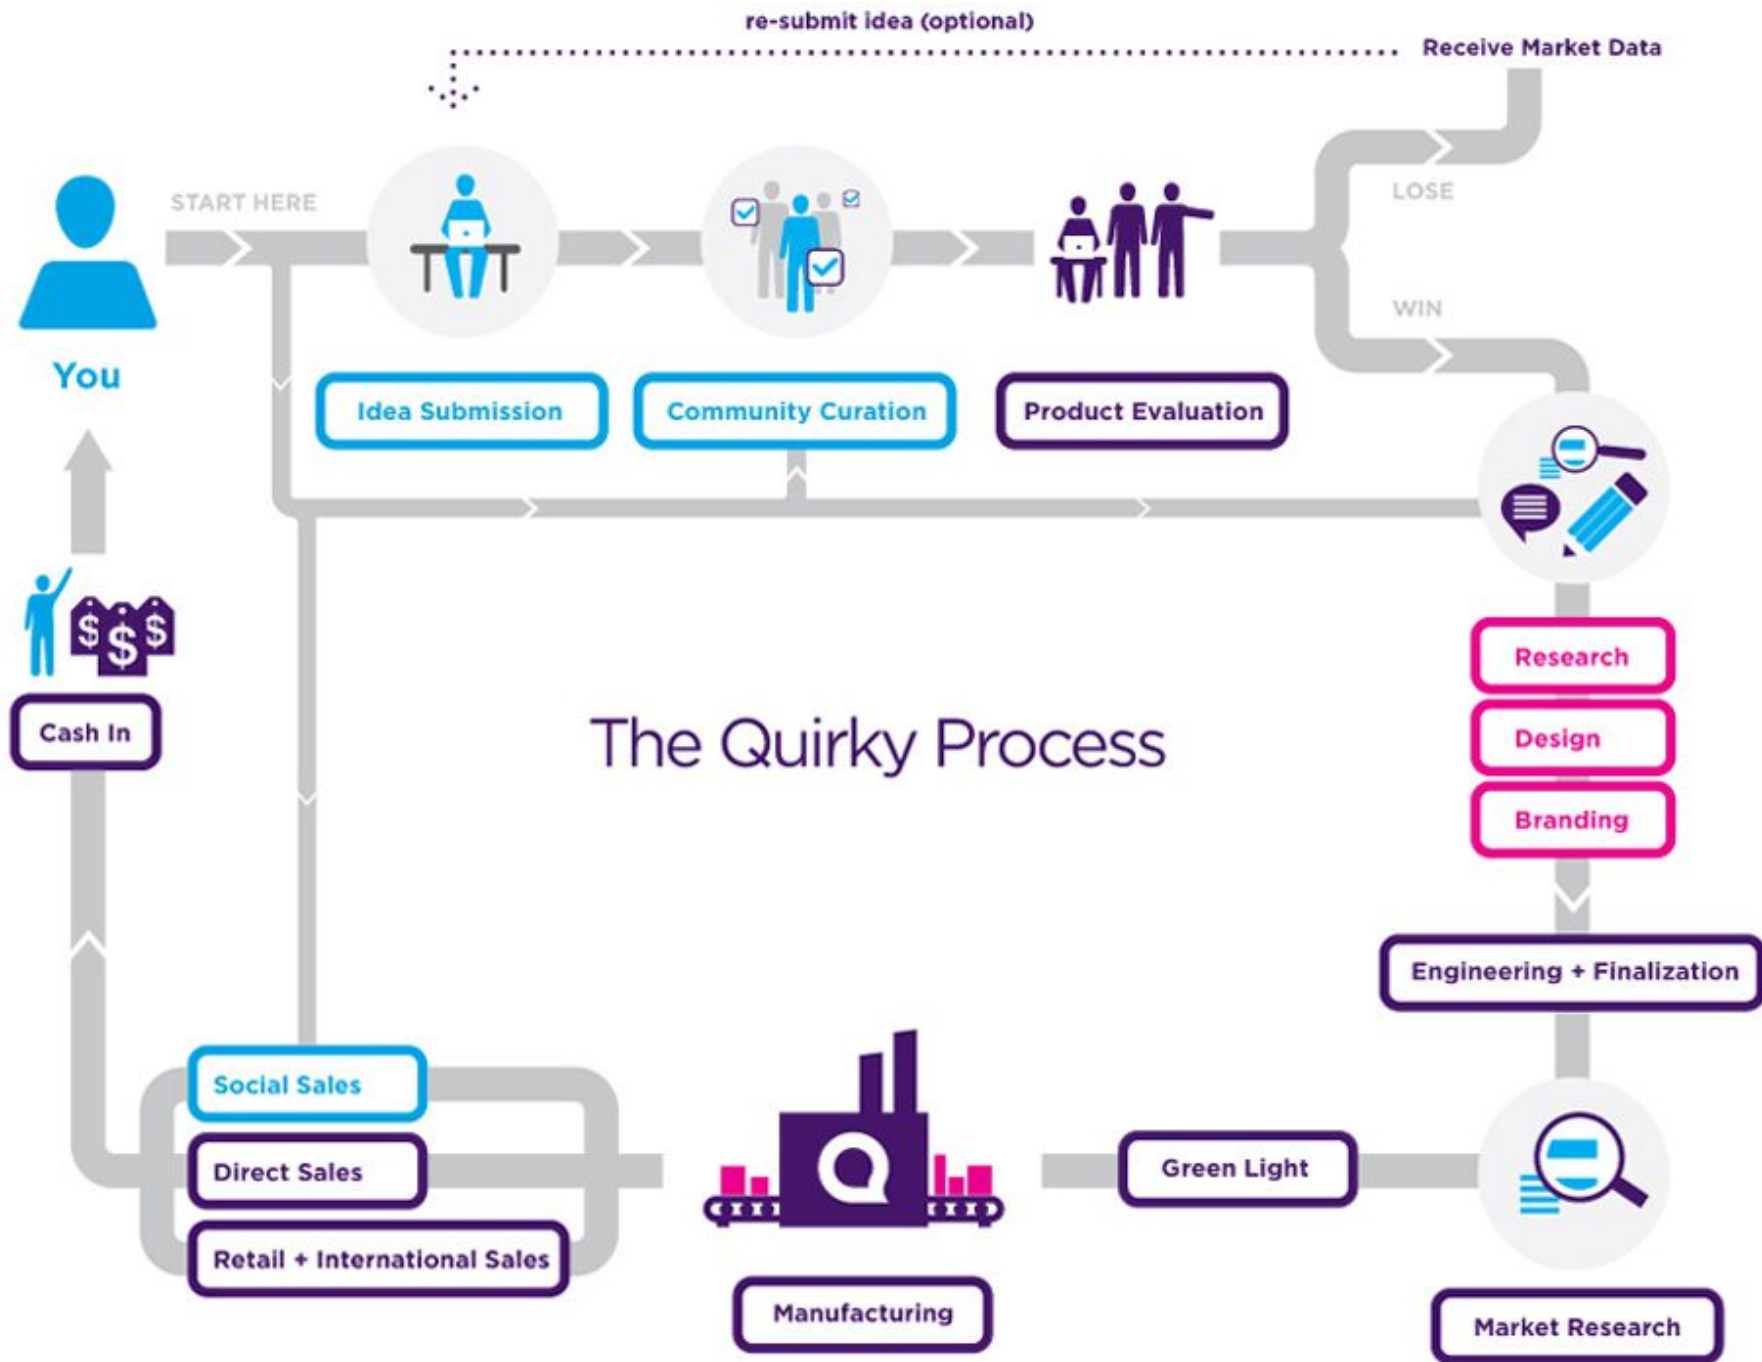 re-submit idea (optional)
Receive Market Data
START HERE
LOSE
WIN
You
Idea Submission
Community Curation
Product Evaluation
Research
Design
Branding
Cash In
The Quirky Process
Engineering + Finalization
Social Sales
Direct Sales
Retail + International Sales
Green Light
Manufacturing
Market Research
$ $ $